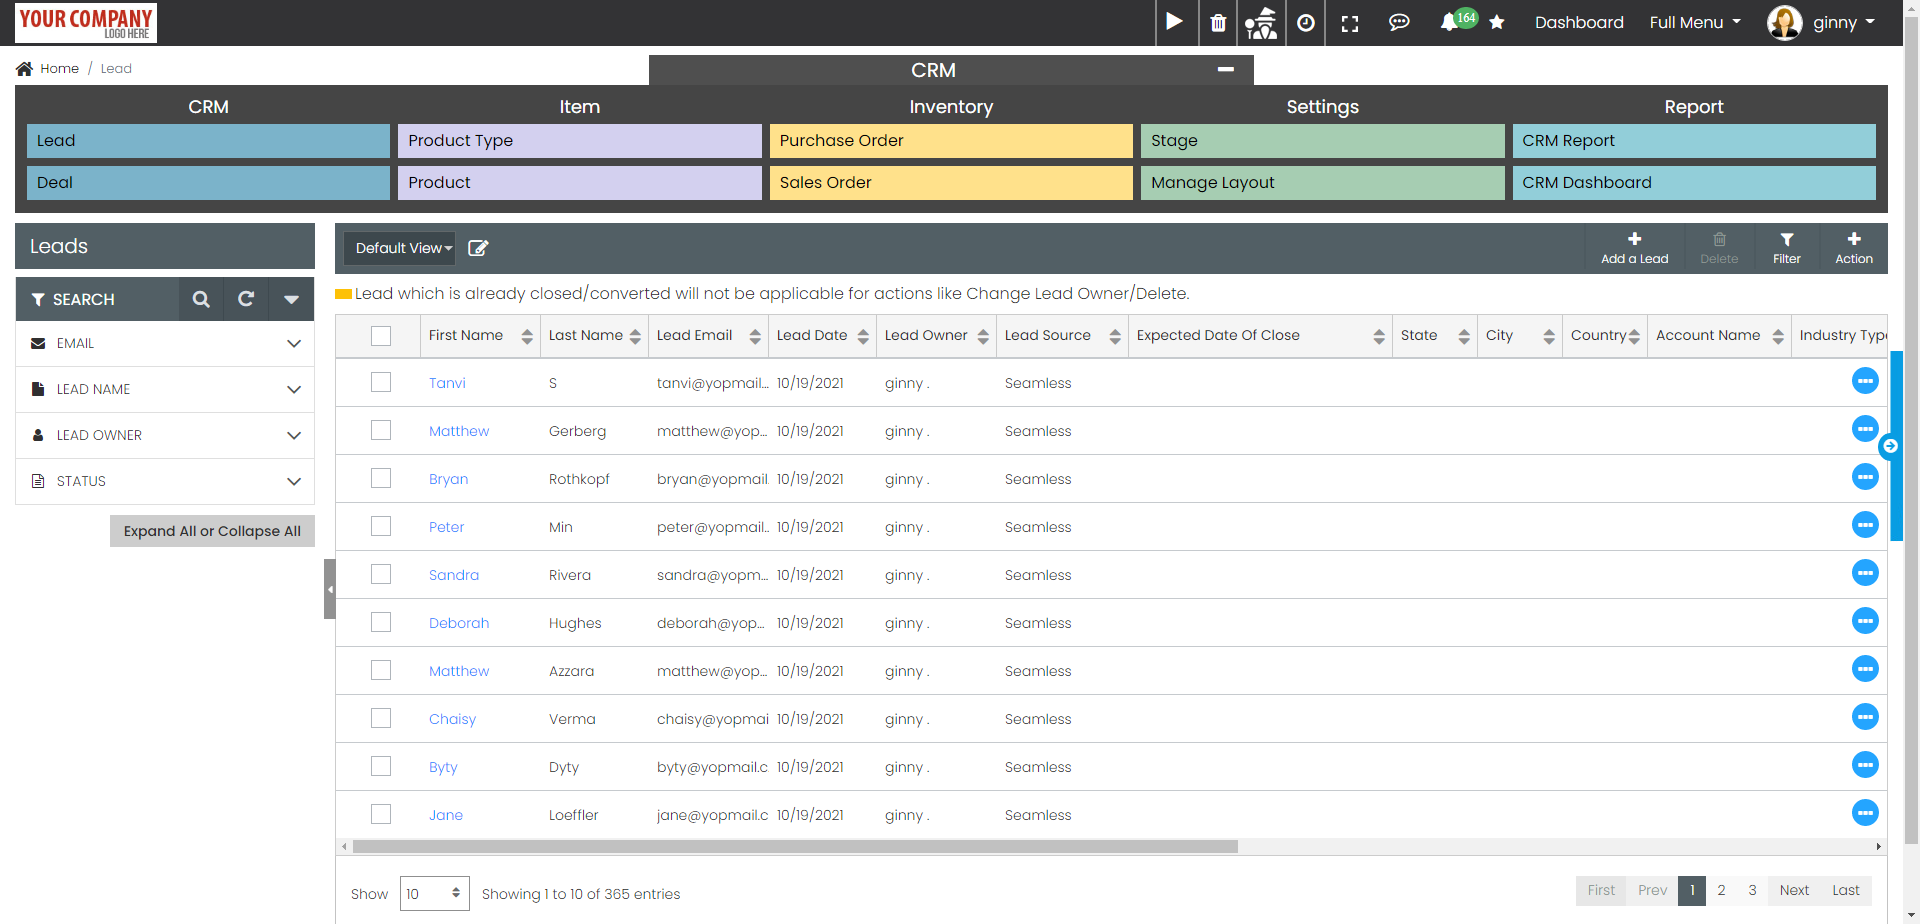 YOUR COMPANY
LOGO HERE
164
Dashboard
Full Menu
ginny
Home / Lead
CRM
CRM
Item
Inventory
Settings
Report
Lead
Product Type
Purchase Order
Stage
CRM Report
Deal
Product
Sales Order
Manage Layout
CRM Dashboard
Leads
SEARCH
EMAIL
LEAD NAME
LEAD OWNER
STATUS
Expand All or Collapse All
Default View
Add a Lead
Delete
Filter
Action
Lead which is already closed/converted will not be applicable for actions like Change Lead Owner/Delete.
First Name Last Name Lead Email Lead Date Lead Owner Lead Source Expected Date Of Close State City Country Account Name Industry Type
Tanvi S tanvi@yopmail... 10/19/2021 ginny . Seamless
Matthew Gerberg matthew@yop... 10/19/2021 ginny . Seamless
Bryan Rothkopf bryan@yopmail. 10/19/2021 ginny . Seamless
Peter Min peter@yopmail.. 10/19/2021 ginny . Seamless
Sandra Rivera sandra@yopm... 10/19/2021 ginny . Seamless
Deborah Hughes deborah@yop... 10/19/2021 ginny . Seamless
Matthew Azzara matthew@yop... 10/19/2021 ginny . Seamless
Chaisy Verma chaisy@yopmai 10/19/2021 ginny . Seamless
Byty Dyty byty@yopmail.c 10/19/2021 ginny . Seamless
Jane Loeffler jane@yopmail.c 10/19/2021 ginny . Seamless
Show 10 Showing 1 to 10 of 365 entries
First Prev 1 2 3 Next Last